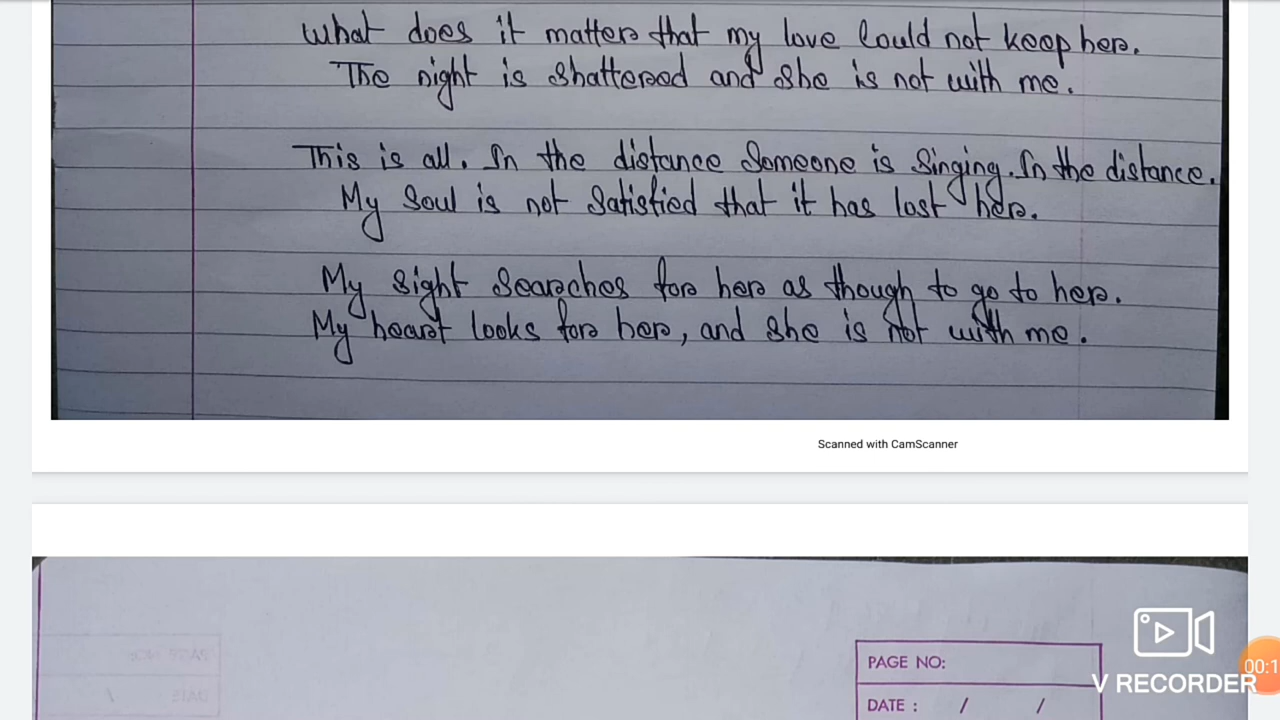 What does it matter that my love could not keep her.
The night is shattered and she is not with me.
This is all. In the distance someone is singing. In the distance.
My soul is not satisfied that it has lost her.
My sight searches for her as though to go to her.
My heart looks for her, and she is not with me.
Scanned with CamScanner
PAGE NO:
DATE : / /
V RECORDER
00:1